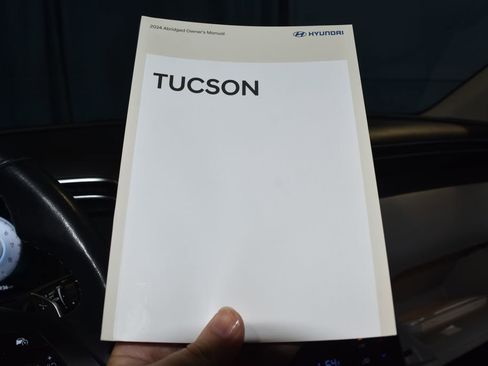 2024 Abridged Owner's Manual
HYUNDAI
TUCSON